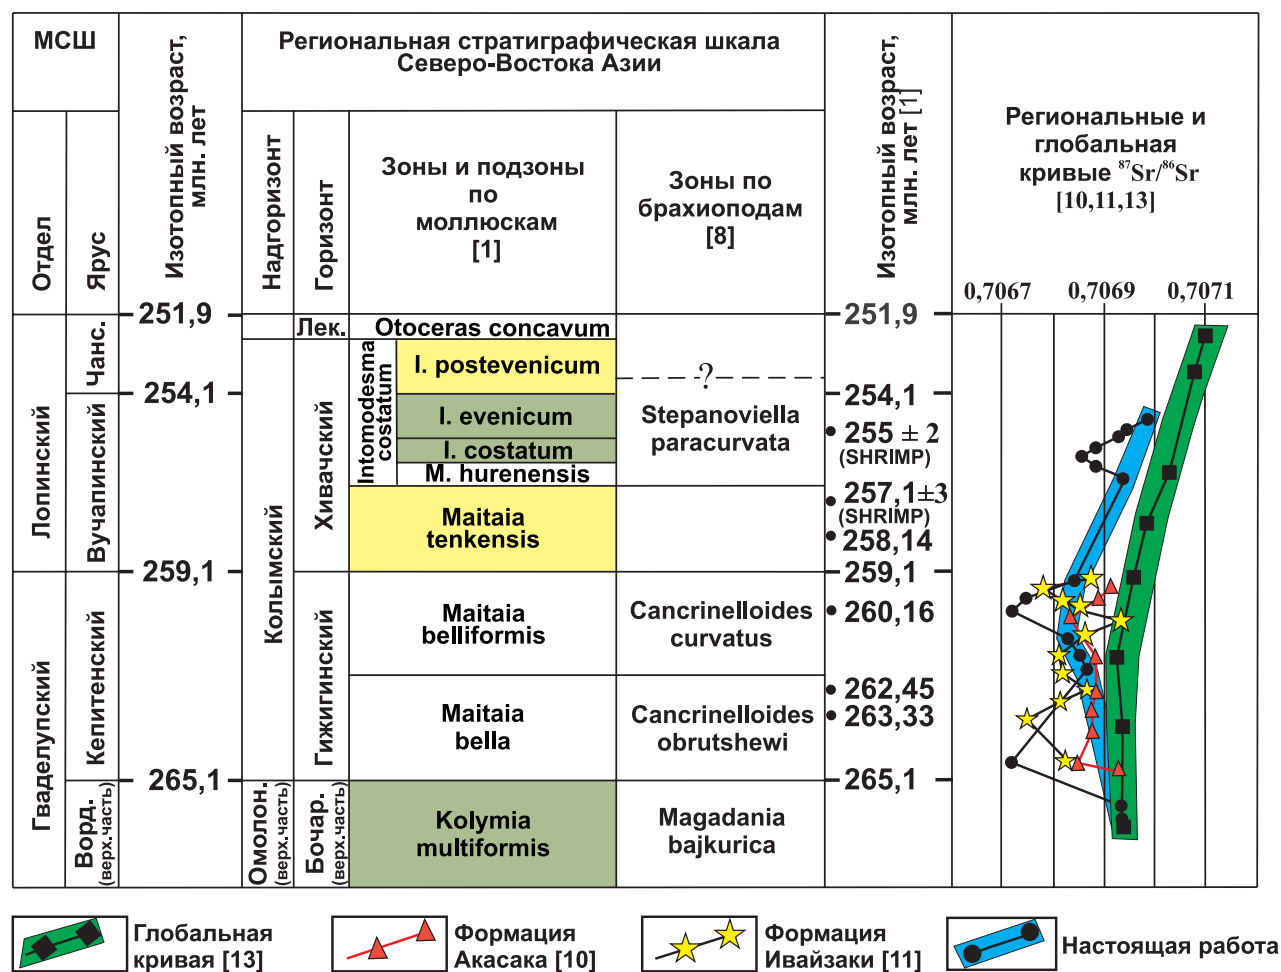 МСШ
Региональная стратиграфическая шкала
Северо-Востока Азии
Отдел
Ярус
Изотопный возраст,
млн. лет
Надгоризонт
Горизонт
Зоны и подзоны
по
моллюскам
[1]
Зоны по
брахиоподам
[8]
Изотопный возраст,
млн. лет [1]
Региональные и
глобальная
кривые ⁸⁷Sr/⁸⁶Sr
[10,11,13]
0,7067 0,7069 0,7071
251,9
254,1
259,1
265,1
Лопинский
Гваделупский
Чанс.
Вучапинский
Кепитенский
Ворд.
(верх.часть)
Колымский
Омолон.
(верх.часть)
Лек.
Хивачский
Гижигинский
Бочар.
(верх.часть)
Otoceras concavum
Intomodesma
costatum
I. postevenicum
I. evenicum
I. costatum
M. hurenensis
Maitaia
tenkensis
Maitaia
belliformis
Maitaia
bella
Kolymia
multiformis
?
Stepanoviella
paracurvata
Cancrinelloides
curvatus
Cancrinelloides
obrutshewi
Magadania
bajkurica
251,9
254,1
255 ± 2
(SHRIMP)
257,1±3
(SHRIMP)
258,14
259,1
260,16
262,45
263,33
265,1
Глобальная
кривая [13]
Формация
Акасака [10]
Формация
Ивайзаки [11]
Настоящая работа